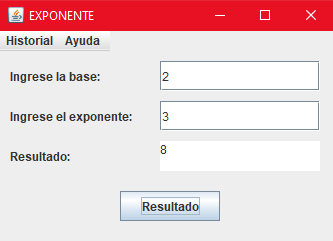 EXPONENTE
Historial Ayuda
Ingrese la base: 2
Ingrese el exponente: 3
Resultado: 8
Resultado